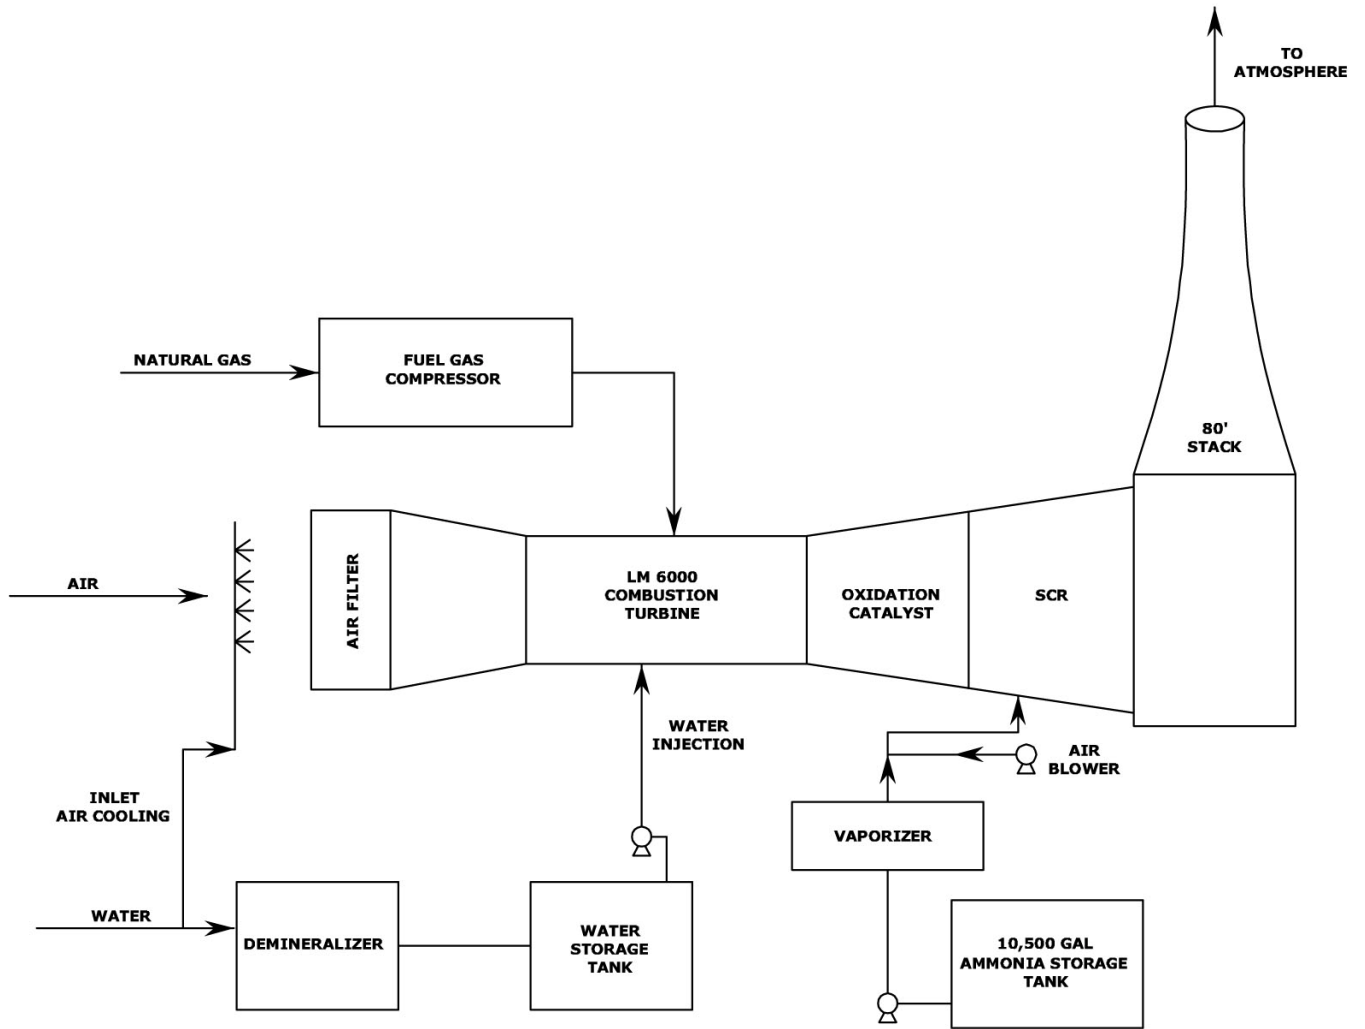 TO
ATMOSPHERE
NATURAL GAS
FUEL GAS
COMPRESSOR
80'
STACK
AIR
AIR FILTER
LM 6000
COMBUSTION
TURBINE
OXIDATION
CATALYST
SCR
WATER
INJECTION
AIR
BLOWER
INLET
AIR COOLING
VAPORIZER
WATER
DEMINERALIZER
WATER
STORAGE
TANK
10,500 GAL
AMMONIA STORAGE
TANK